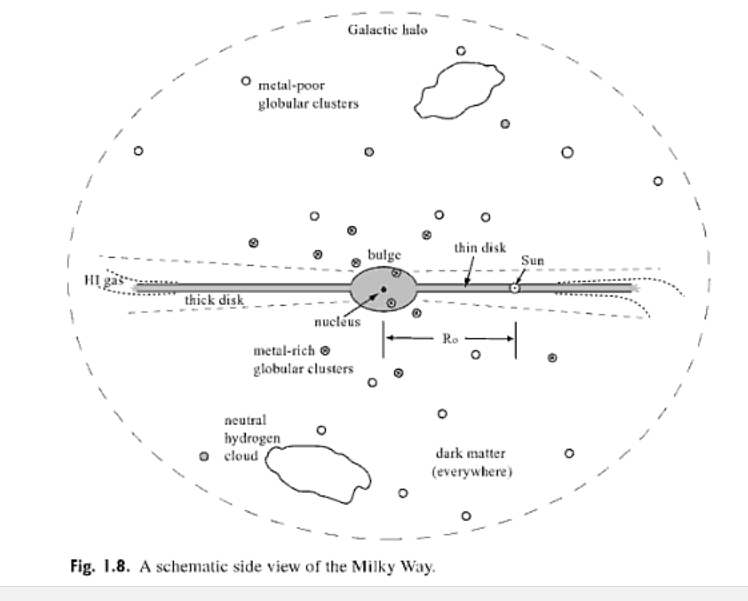 Galactic halo
metal-poor
globular clusters
bulge
thin disk
Sun
HI gas
thick disk
nucleus
Ro
metal-rich
globular clusters
neutral
hydrogen
cloud
dark matter
(everywhere)
Fig. 1.8. A schematic side view of the Milky Way.